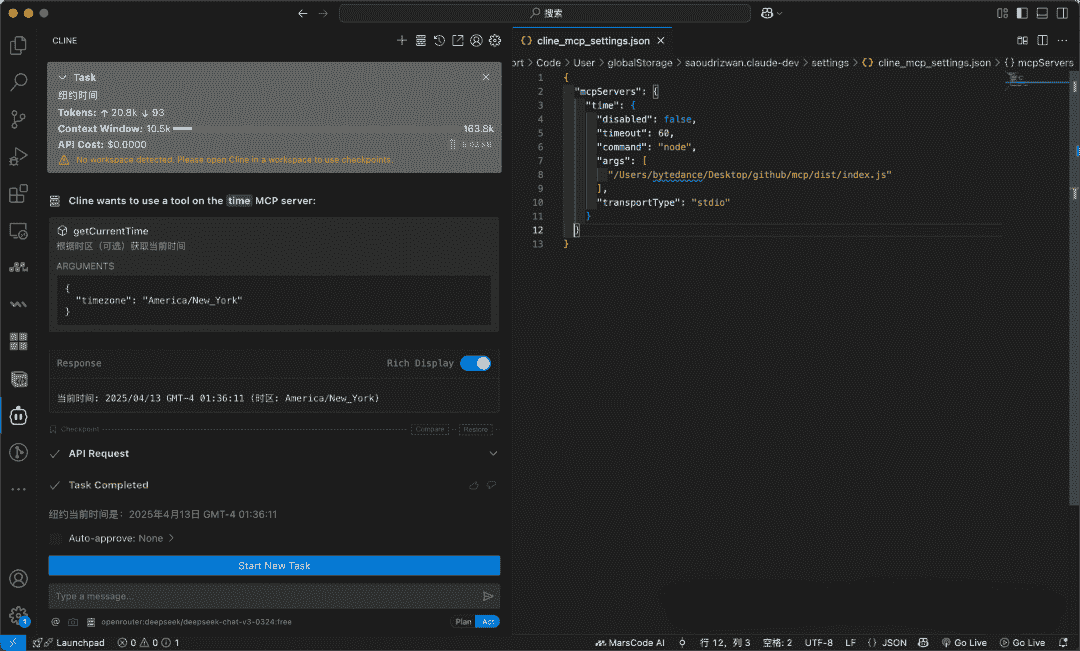 搜索
CLINE
cline_mcp_settings.json
Task
纽约时间
Tokens: ↑ 20.8k ↓ 93
Context Window: 10.5k 163.8k
API Cost: $0.0000
No workspace detected. Please open Cline in a workspace to use checkpoints.
Cline wants to use a tool on the time MCP server:
getCurrentTime
根据时区（可选）获取当前时间
ARGUMENTS
{
"timezone": "America/New_York"
}
Response Rich Display
当前时间: 2025/04/13 GMT-4 01:36:11 (时区: America/New_York)
Checkpoint Compare Restore
API Request
Task Completed
纽约当前时间是：2025年4月13日 GMT-4 01:36:11
Auto-approve: None >
Start New Task
Type a message...
@ openrouter:deepseek/deepseek-chat-v3-0324:free Plan Act
ort > Code > User > globalStorage > saoudrizwan.claude-dev > settings > {} cline_mcp_settings.json > {} mcpServers
1 {
2 "mcpServers": {
3 "time": {
4 "disabled": false,
5 "timeout": 60,
6 "command": "node",
7 "args": [
8 "/Users/bytedance/Desktop/github/mcp/dist/index.js"
9 ],
10 "transportType": "stdio"
11 }
12 }
13 }
1
Launchpad 0 0 1 MarsCode AI 行 12，列 3 空格: 2 UTF-8 LF {} JSON Go Live Go Live